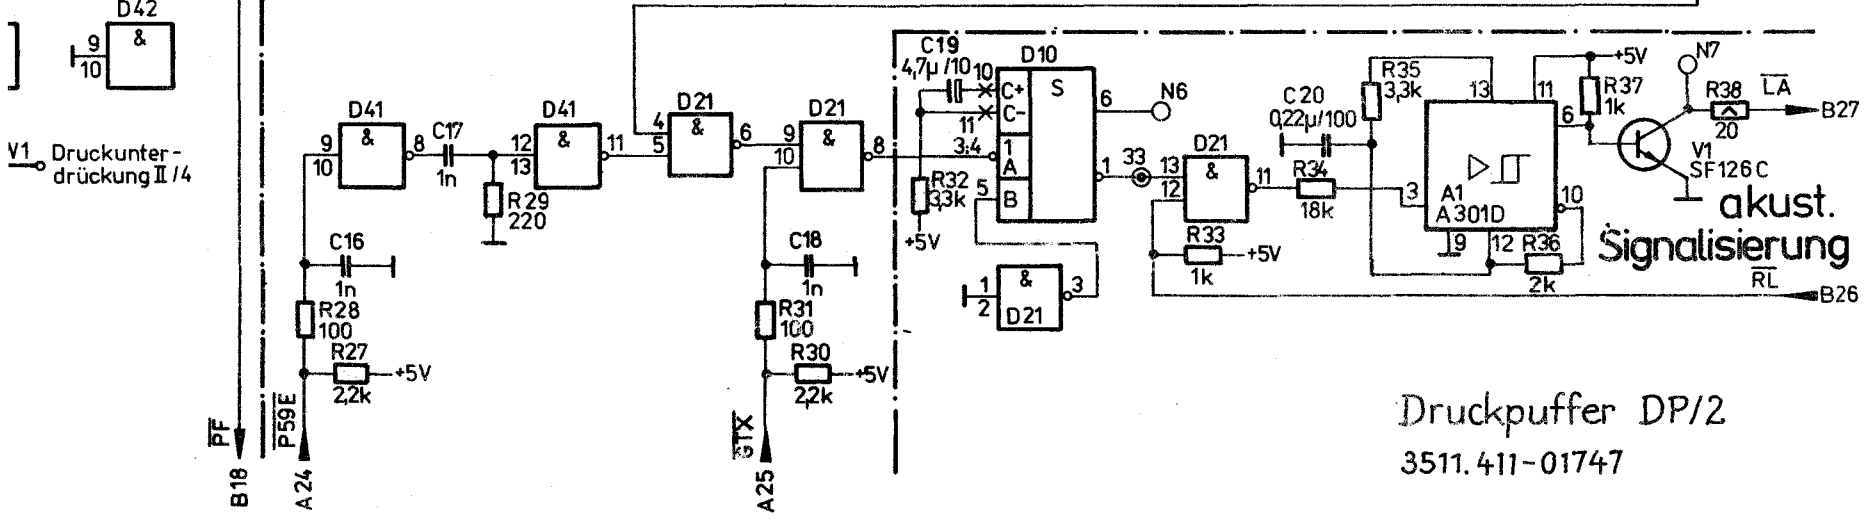 D42
&
9
10
V1 Druckunter-
drückung II/4
PF
B18
D41
&
9
10
8
C17
1n
R29
220
C16
1n
R28
100
R27
2,2k
+5V
P59E
A24
D41
&
12
13
11
D21
&
4
5
6
D21
&
9
10
8
C18
1n
R31
100
R30
2,2k
+5V
GTX
A25
C19
4,7µ/10
D10
S
10
C+
C-
11
3;4
1
A
5
B
6
N6
1
33
R32
3,3k
+5V
&
D21
1
2
3
D21
&
13
12
11
R33
1k
+5V
R34
18k
C20
0,22µ/100
R35
3,3k
13
11
6
3
A1
A301D
9
12
10
R36
2k
+5V
R37
1k
N7
R38
20
LA
B27
V1
SF126C
akust.
Signalisierung
RL
B26
Druckpuffer DP/2
3511.411-01747